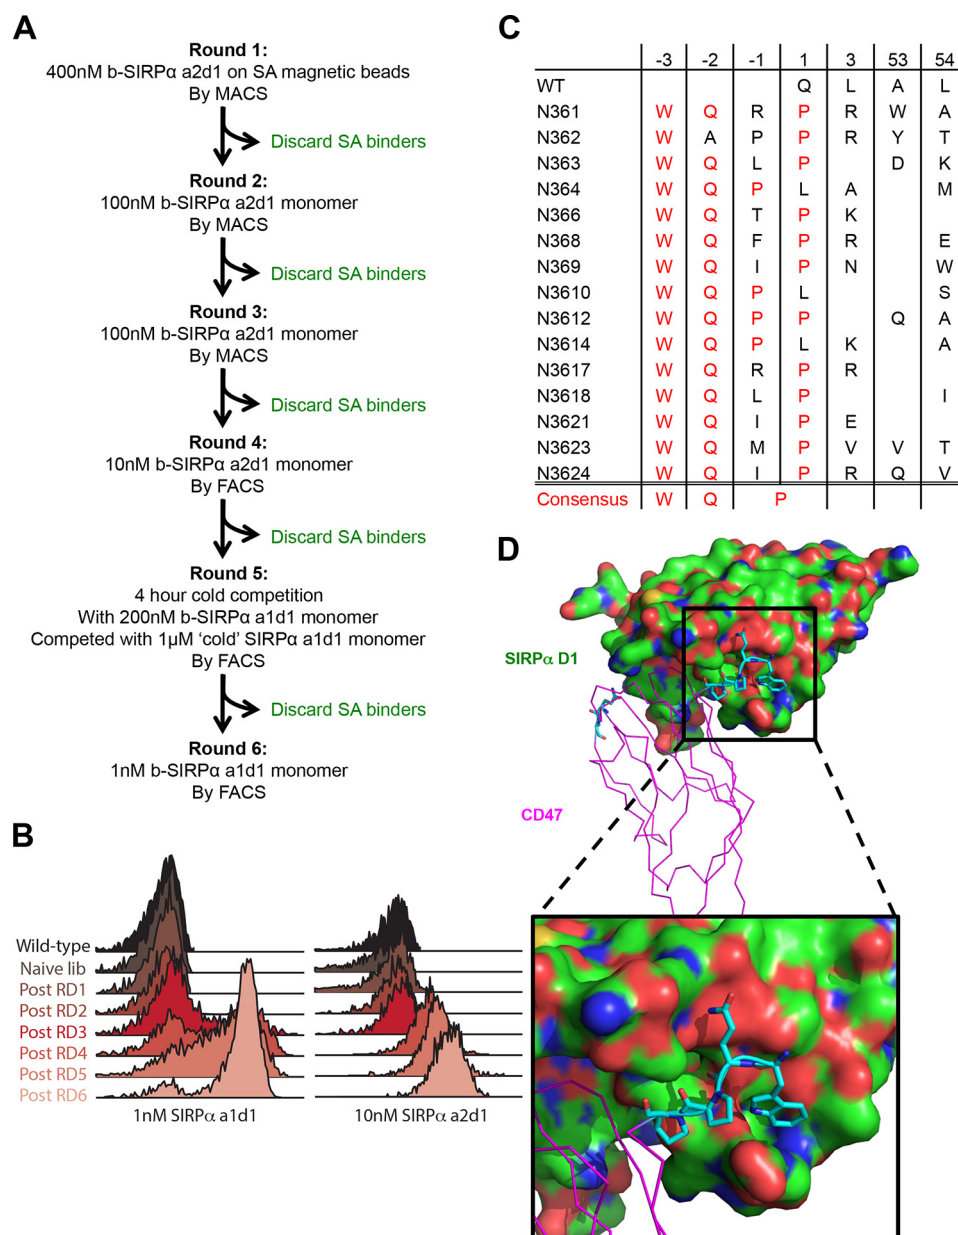 A
Round 1:
400nM b-SIRPα a2d1 on SA magnetic beads
By MACS
Discard SA binders
Round 2:
100nM b-SIRPα a2d1 monomer
By MACS
Discard SA binders
Round 3:
100nM b-SIRPα a2d1 monomer
By MACS
Discard SA binders
Round 4:
10nM b-SIRPα a2d1 monomer
By FACS
Discard SA binders
Round 5:
4 hour cold competition
With 200nM b-SIRPα a1d1 monomer
Competed with 1µM ‘cold’ SIRPα a1d1 monomer
By FACS
Discard SA binders
Round 6:
1nM b-SIRPα a1d1 monomer
By FACS
B
Wild-type
Naive lib
Post RD1
Post RD2
Post RD3
Post RD4
Post RD5
Post RD6
1nM SIRPα a1d1
10nM SIRPα a2d1
C
-3 -2 -1 1 3 53 54
WT Q L A L
N361 W Q R P R W A
N362 W A P P R Y T
N363 W Q L P D K
N364 W Q P L A M
N366 W Q T P K
N368 W Q F P R E
N369 W Q I P N W
N3610 W Q P L S
N3612 W Q P P Q A
N3614 W Q P L K A
N3617 W Q R P R
N3618 W Q L P I
N3621 W Q I P E
N3623 W Q M P V V T
N3624 W Q I P R Q V
Consensus W Q P
D
SIRPα D1
CD47